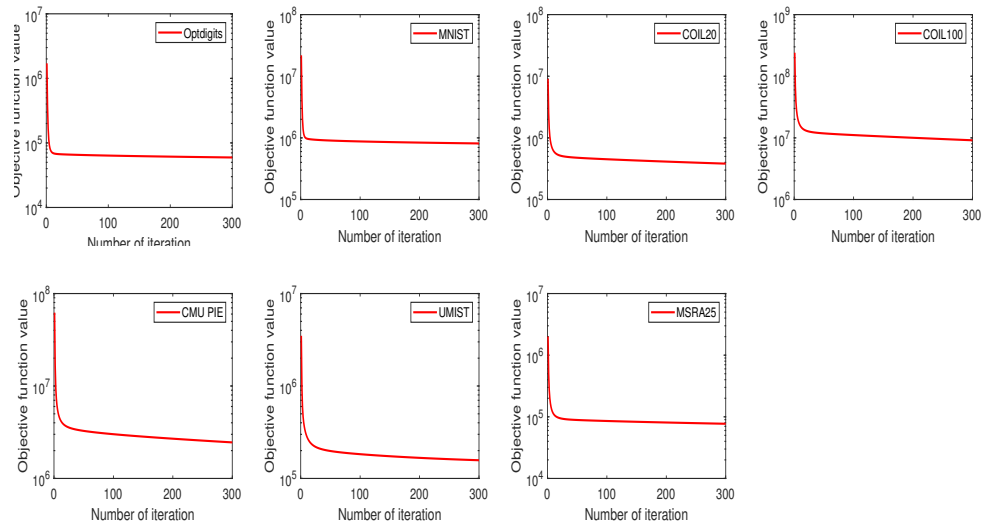 10^7
10^6
10^5
10^4
Objective function value
Optdigits
0 100 200 300
Number of iteration
10^8
10^7
10^6
10^5
Objective function value
MNIST
0 100 200 300
Number of iteration
10^8
10^7
10^6
10^5
Objective function value
COIL20
0 100 200 300
Number of iteration
10^9
10^8
10^7
10^6
Objective function value
COIL100
0 100 200 300
Number of iteration
10^8
10^7
10^6
Objective function value
CMU PIE
0 100 200 300
Number of iteration
10^7
10^6
10^5
Objective function value
UMIST
0 100 200 300
Number of iteration
10^7
10^6
10^5
10^4
Objective function value
MSRA25
0 100 200 300
Number of iteration